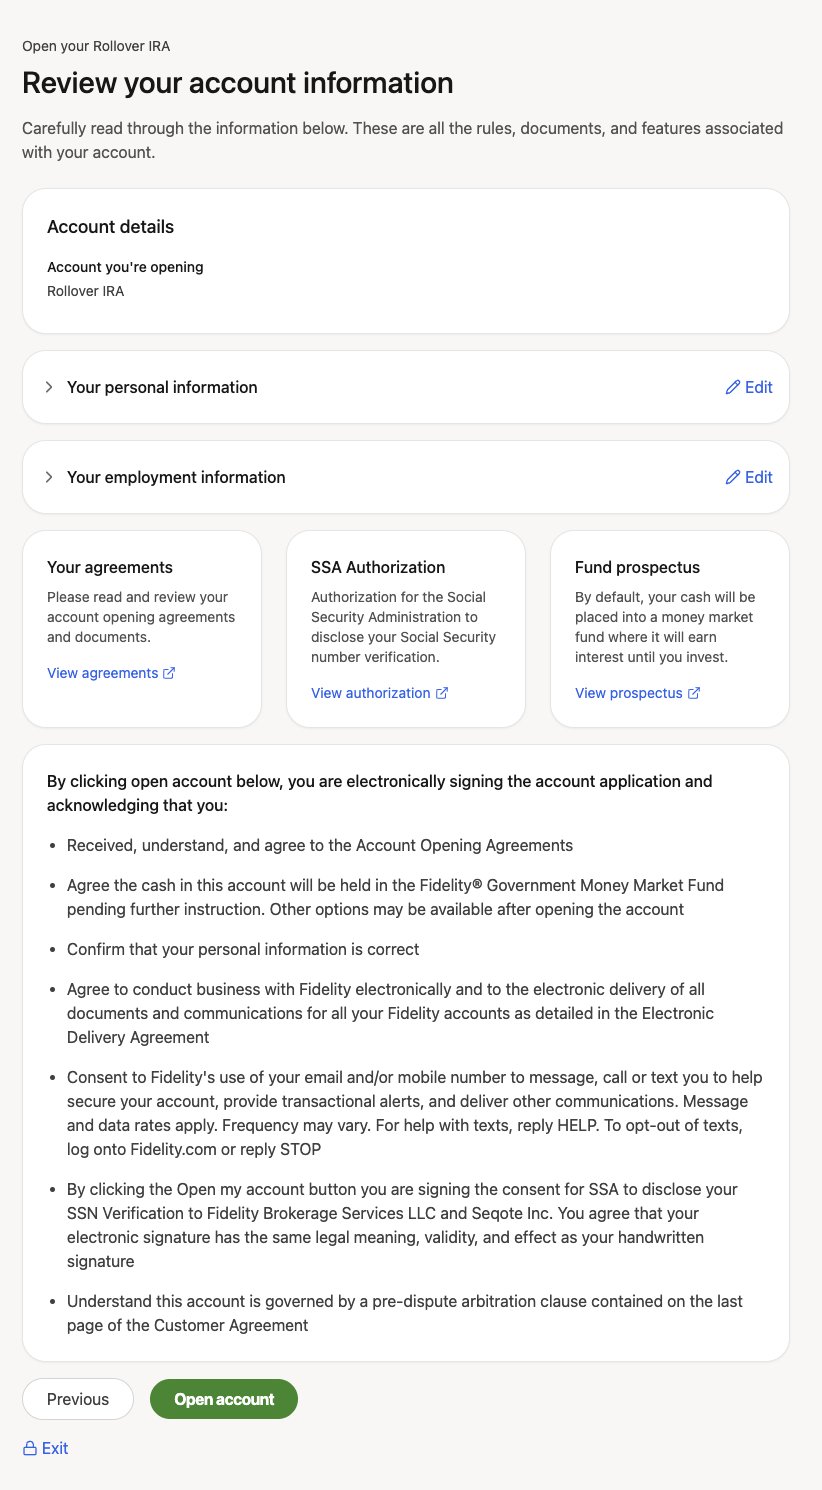 Open your Rollover IRA
Review your account information
Carefully read through the information below. These are all the rules, documents, and features associated
with your account.
Account details
Account you're opening
Rollover IRA
Your personal information
Edit
Your employment information
Edit
Your agreements
Please read and review your
account opening agreements
and documents.
View agreements
SSA Authorization
Authorization for the Social
Security Administration to
disclose your Social Security
number verification.
View authorization
Fund prospectus
By default, your cash will be
placed into a money market
fund where it will earn
interest until you invest.
View prospectus
By clicking open account below, you are electronically signing the account application and
acknowledging that you:
• Received, understand, and agree to the Account Opening Agreements
• Agree the cash in this account will be held in the Fidelity® Government Money Market Fund
pending further instruction. Other options may be available after opening the account
• Confirm that your personal information is correct
• Agree to conduct business with Fidelity electronically and to the electronic delivery of all
documents and communications for all your Fidelity accounts as detailed in the Electronic
Delivery Agreement
• Consent to Fidelity's use of your email and/or mobile number to message, call or text you to help
secure your account, provide transactional alerts, and deliver other communications. Message
and data rates apply. Frequency may vary. For help with texts, reply HELP. To opt-out of texts,
log onto Fidelity.com or reply STOP
• By clicking the Open my account button you are signing the consent for SSA to disclose your
SSN Verification to Fidelity Brokerage Services LLC and Seqote Inc. You agree that your
electronic signature has the same legal meaning, validity, and effect as your handwritten
signature
• Understand this account is governed by a pre-dispute arbitration clause contained on the last
page of the Customer Agreement
Previous
Open account
Exit